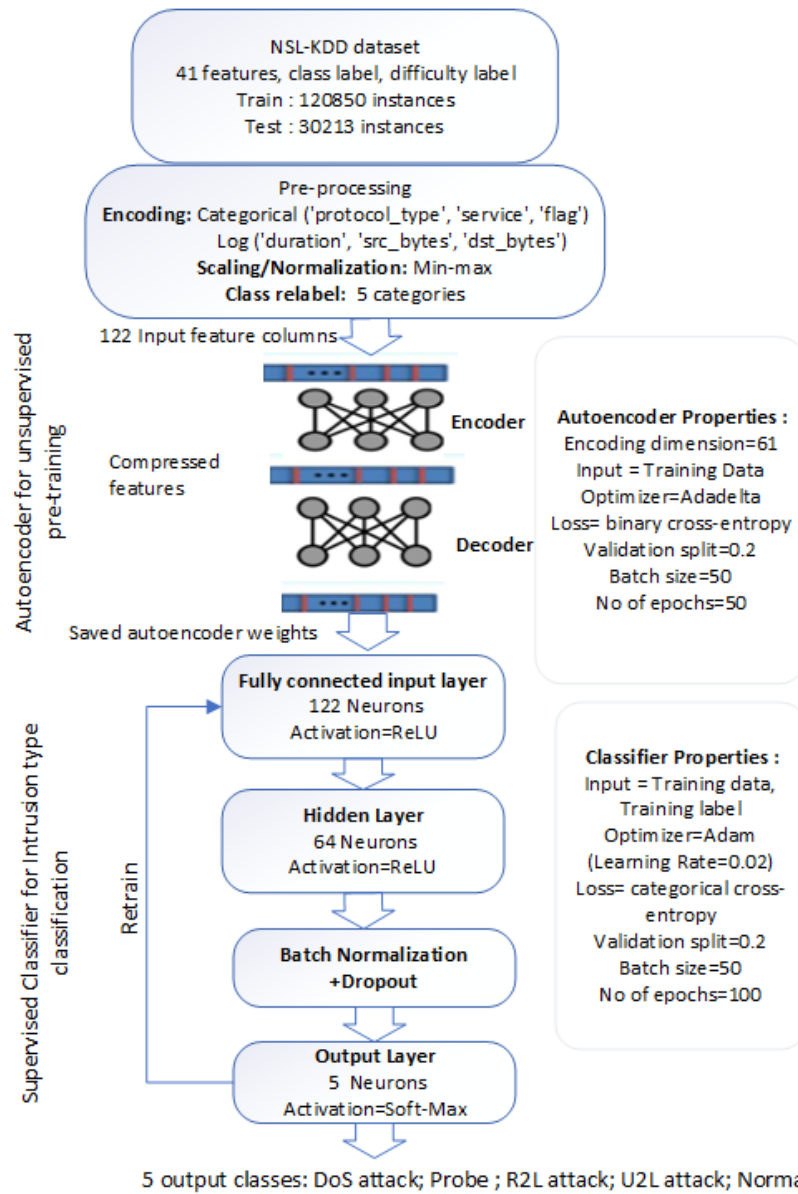 NSL-KDD dataset
41 features, class label, difficulty label
Train : 120850 instances
Test : 30213 instances
Pre-processing
Encoding: Categorical ('protocol_type', 'service', 'flag')
Log ('duration', 'src_bytes', 'dst_bytes')
Scaling/Normalization: Min-max
Class relabel: 5 categories
122 Input feature columns
Autoencoder for unsupervised
pre-training
Encoder
Compressed
features
Decoder
Saved autoencoder weights
Autoencoder Properties :
Encoding dimension=61
Input = Training Data
Optimizer=Adadelta
Loss= binary cross-entropy
Validation split=0.2
Batch size=50
No of epochs=50
Supervised Classifier for Intrusion type
classification
Retrain
Fully connected input layer
122 Neurons
Activation=ReLU
Hidden Layer
64 Neurons
Activation=ReLU
Batch Normalization
+Dropout
Output Layer
5 Neurons
Activation=Soft-Max
Classifier Properties :
Input = Training data,
Training label
Optimizer=Adam
(Learning Rate=0.02)
Loss= categorical cross-
entropy
Validation split=0.2
Batch size=50
No of epochs=100
5 output classes: DoS attack; Probe ; R2L attack; U2L attack; Norma